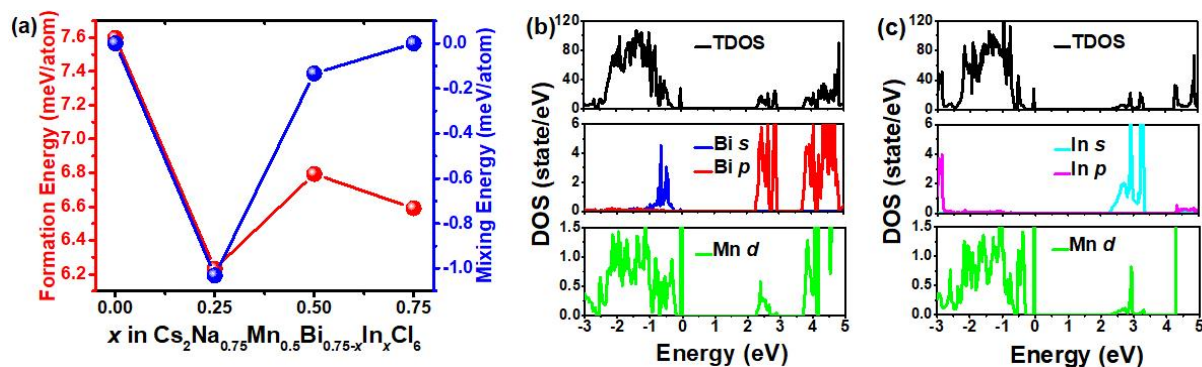 (a)
Formation Energy (meV/atom)
7.6
7.4
7.2
7.0
6.8
6.6
6.4
6.2
0.00 0.25 0.50 0.75
x in Cs₂Na₀.₇₅Mn₀.₅Bi₀.₇₅₋ₓInₓCl₆
0.0
-0.2
-0.4
-0.6
-0.8
-1.0
Mixing Energy (meV/atom)
(b)
DOS (state/eV)
120
80
40
0
TDOS
6
4
2
0
Bi s
Bi p
1.5
1.0
0.5
0.0
Mn d
-3 -2 -1 0 1 2 3 4 5
Energy (eV)
(c)
DOS (state/eV)
120
80
40
0
TDOS
6
4
2
0
In s
In p
1.5
1.0
0.5
0.0
Mn d
-3 -2 -1 0 1 2 3 4 5
Energy (eV)